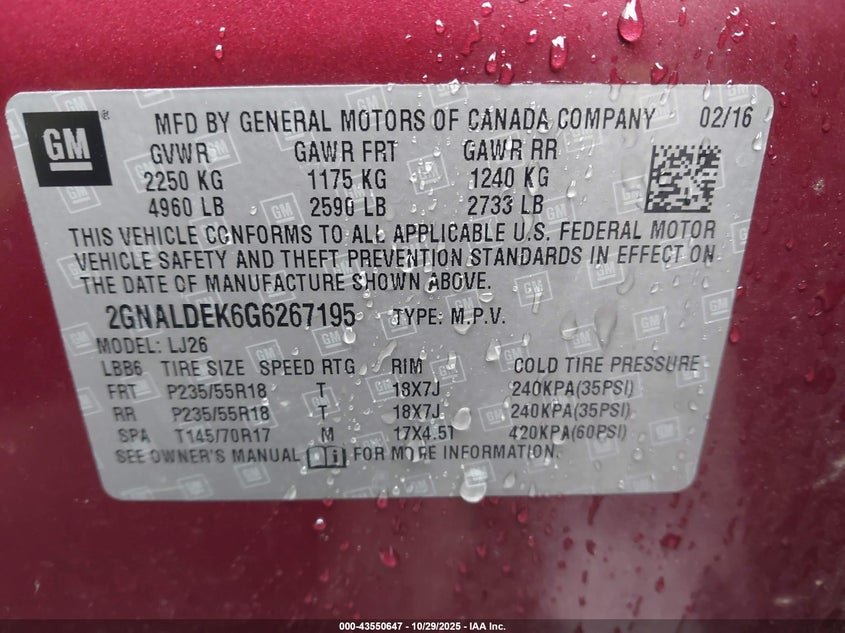 GM ® MFD BY GENERAL MOTORS OF CANADA COMPANY 02/16
GVWR GAWR FRT GAWR RR
2250 KG 1175 KG 1240 KG
4960 LB 2590 LB 2733 LB
THIS VEHICLE CONFORMS TO ALL APPLICABLE U.S. FEDERAL MOTOR
VEHICLE SAFETY AND THEFT PREVENTION STANDARDS IN EFFECT ON
THE DATE OF MANUFACTURE SHOWN ABOVE.
2GNALDEK6G6267195 TYPE: M.P.V.
MODEL: LJ26
LBB6 TIRE SIZE SPEED RTG RIM COLD TIRE PRESSURE
FRT P235/55R18 T 18X7J 240KPA(35PSI)
RR P235/55R18 T 18X7J 240KPA(35PSI)
SPA T145/70R17 M 17X4.5T 420KPA(60PSI)
SEE OWNER'S MANUAL FOR MORE INFORMATION.
000-43550647 - 10/29/2025 - IAA Inc.